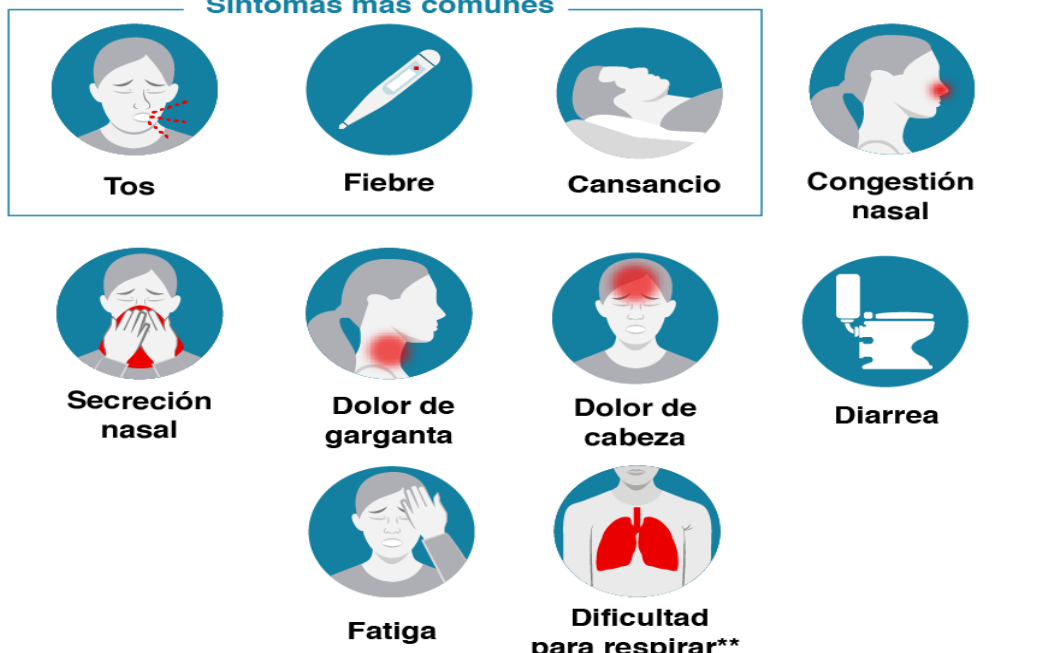 Síntomas más comunes
Tos
Fiebre
Cansancio
Congestión
nasal
Secreción
nasal
Dolor de
garganta
Dolor de
cabeza
Diarrea
Fatiga
Dificultad
para respirar**